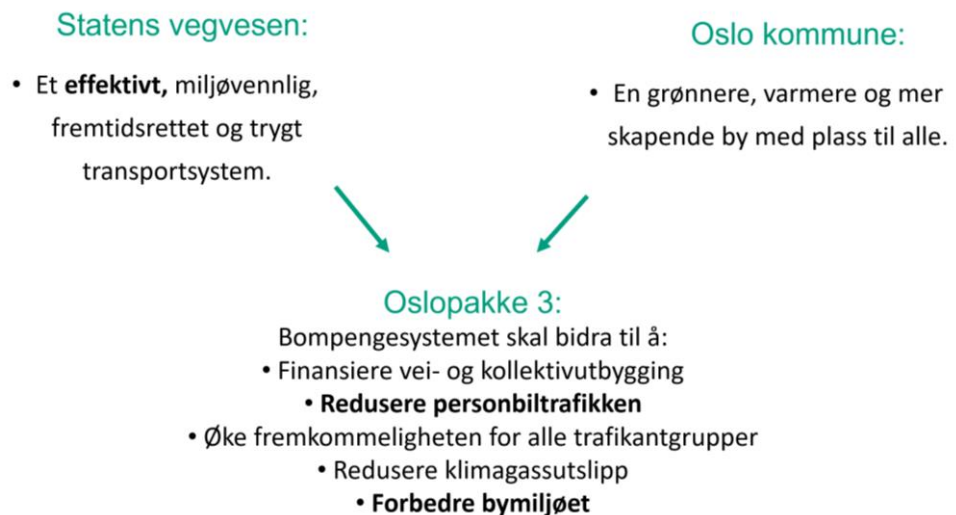 Statens vegvesen:
• Et effektivt, miljøvennlig,
fremtidsrettet og trygt
transportsystem.
Oslo kommune:
• En grønnere, varmere og mer
skapende by med plass til alle.
Oslopakke 3:
Bompengesystemet skal bidra til å:
• Finansiere vei- og kollektivutbygging
• Redusere personbiltrafikken
• Øke fremkommeligheten for alle trafikantgrupper
• Redusere klimagassutslipp
• Forbedre bymiljøet